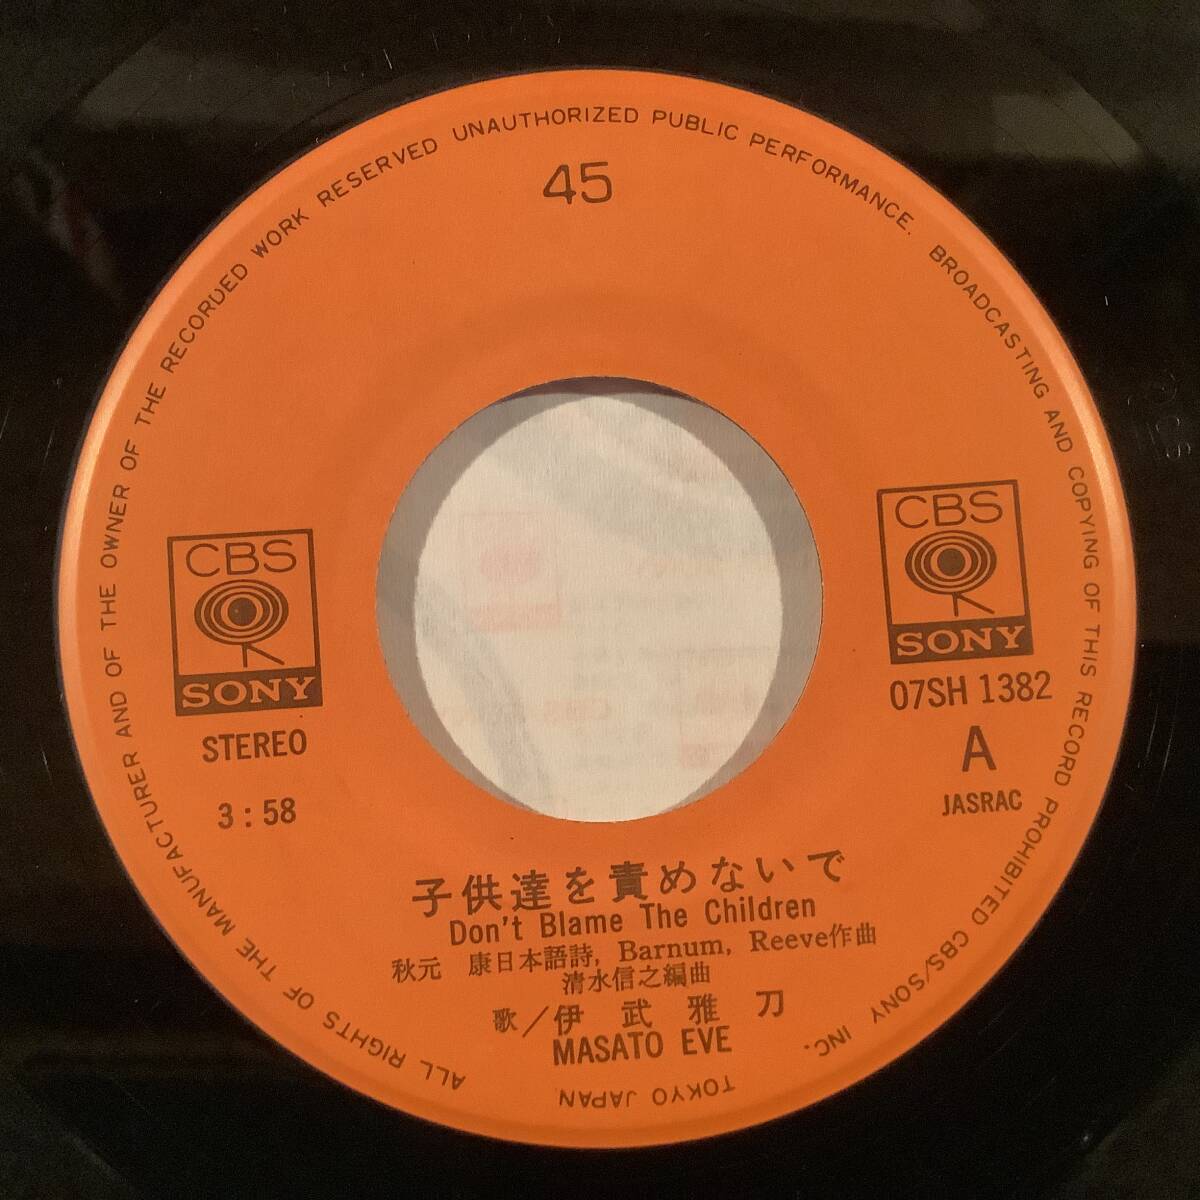 ALL RIGHTS OF THE MANUFACTURER AND OF THE OWNER OF THE RECORDED WORK RESERVED UNAUTHORIZED PUBLIC PERFORMANCE. BROADCASTING AND COPYING OF THIS RECORD PROHIBITED CBS/SONY INC. TOKYO JAPAN
45
CBS
SONY
STEREO
3:58
CBS
SONY
07SH 1382
A
JASRAC
子供達を責めないで
Don't Blame The Children
秋元 康日本語詩, Barnum, Reeve作曲
清水信之編曲
歌/伊武雅刀
MASATO EVE